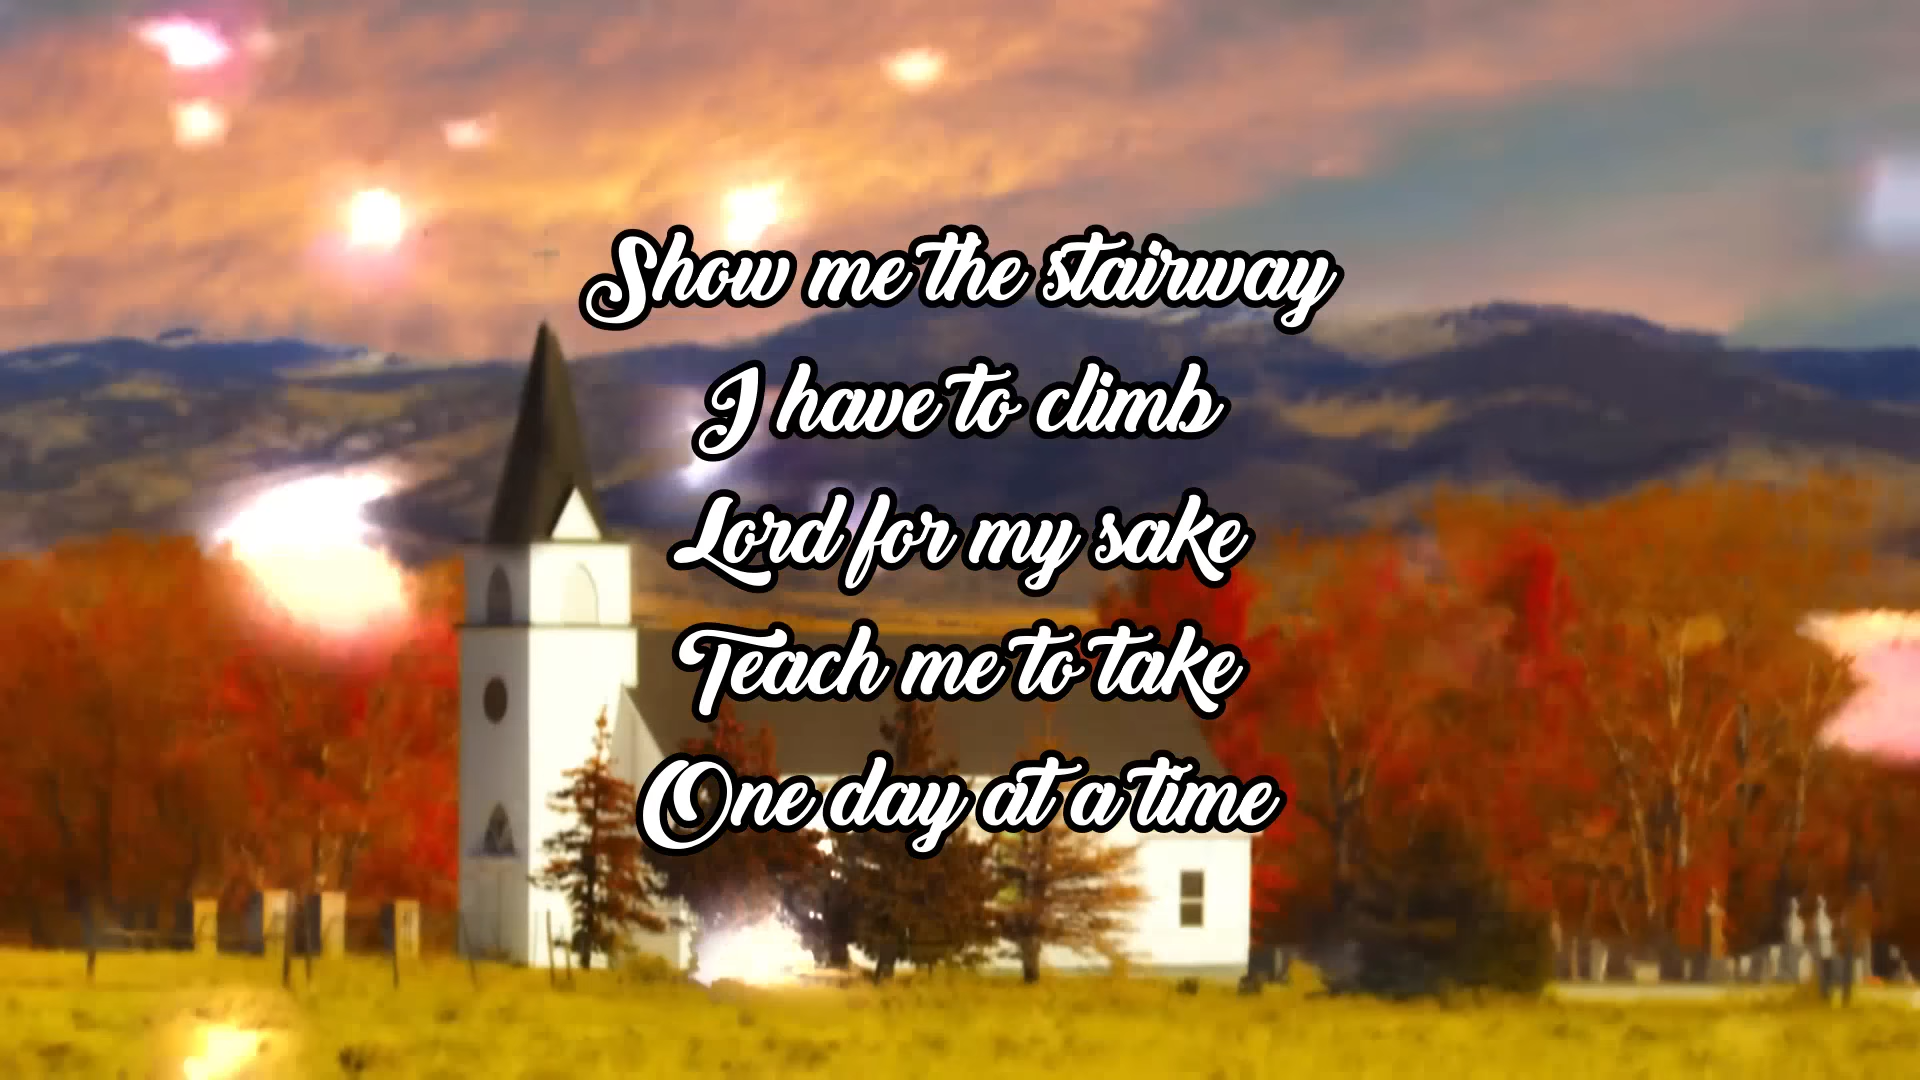 Show me the stairway
I have to climb
Lord for my sake
Teach me to take
One day at a time